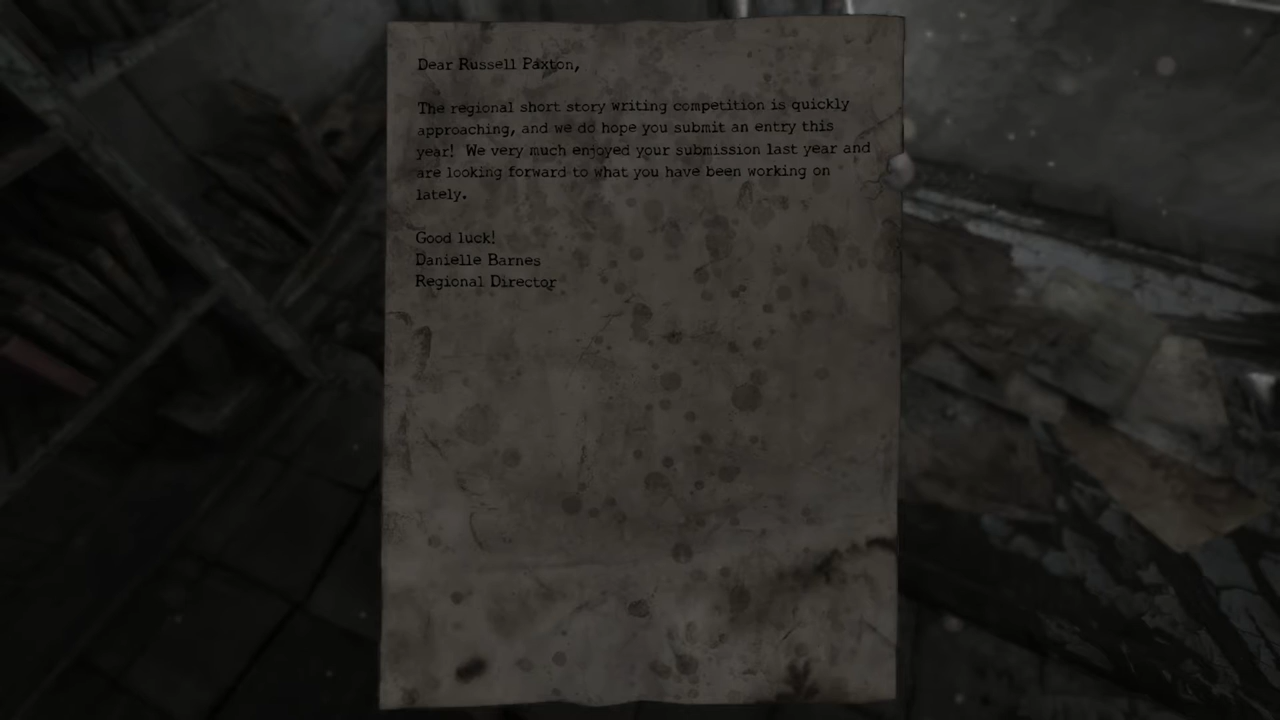 Dear Russell Paxton,
The regional short story writing competition is quickly
approaching, and we do hope you submit an entry this
year!  We very much enjoyed your submission last year and
are looking forward to what you have been working on
lately.
Good luck!
Danielle Barnes
Regional Director